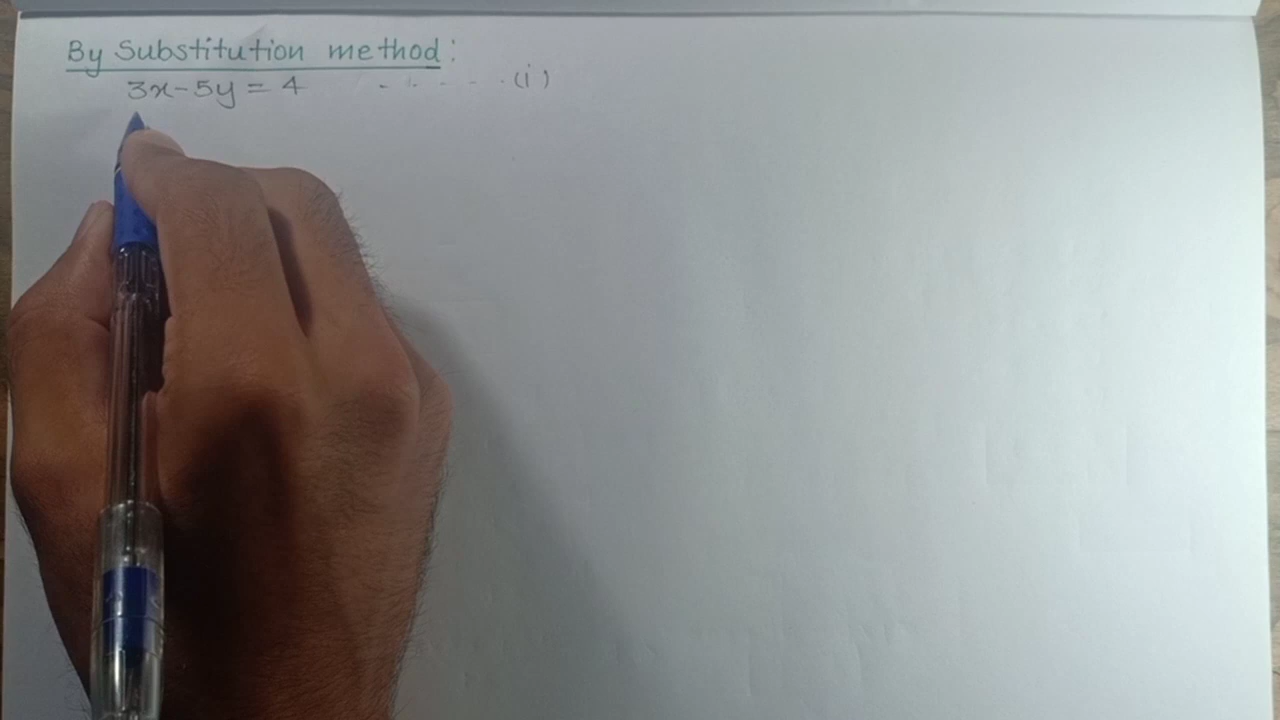 By Substitution method:
3x-5y = 4 - - - - - - (i)